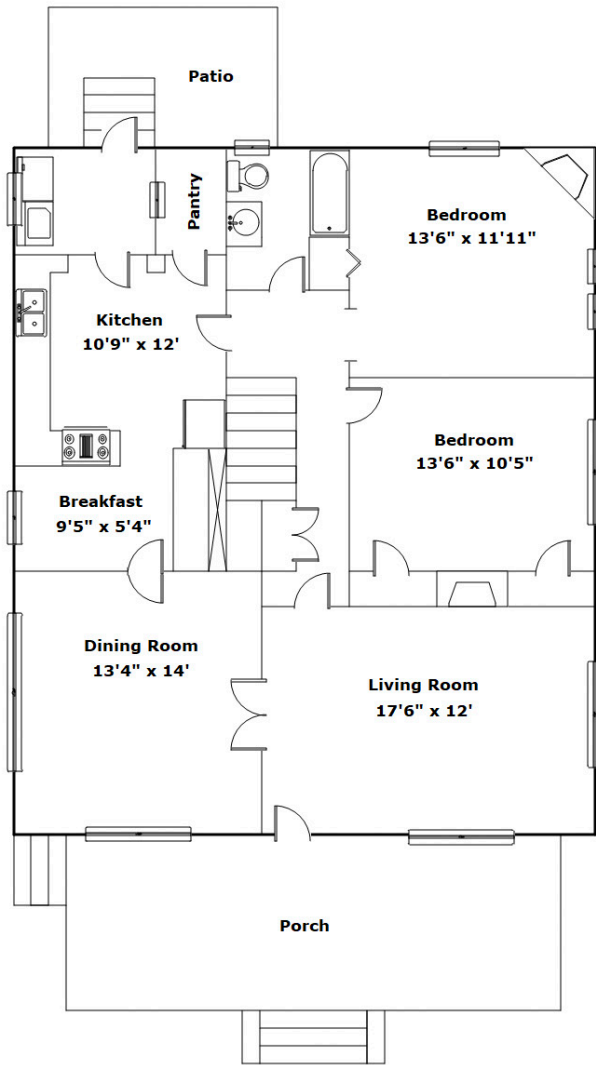 Patio
Pantry
Bedroom
13'6" x 11'11"
Kitchen
10'9" x 12'
Bedroom
13'6" x 10'5"
Breakfast
9'5" x 5'4"
Dining Room
13'4" x 14'
Living Room
17'6" x 12'
Porch